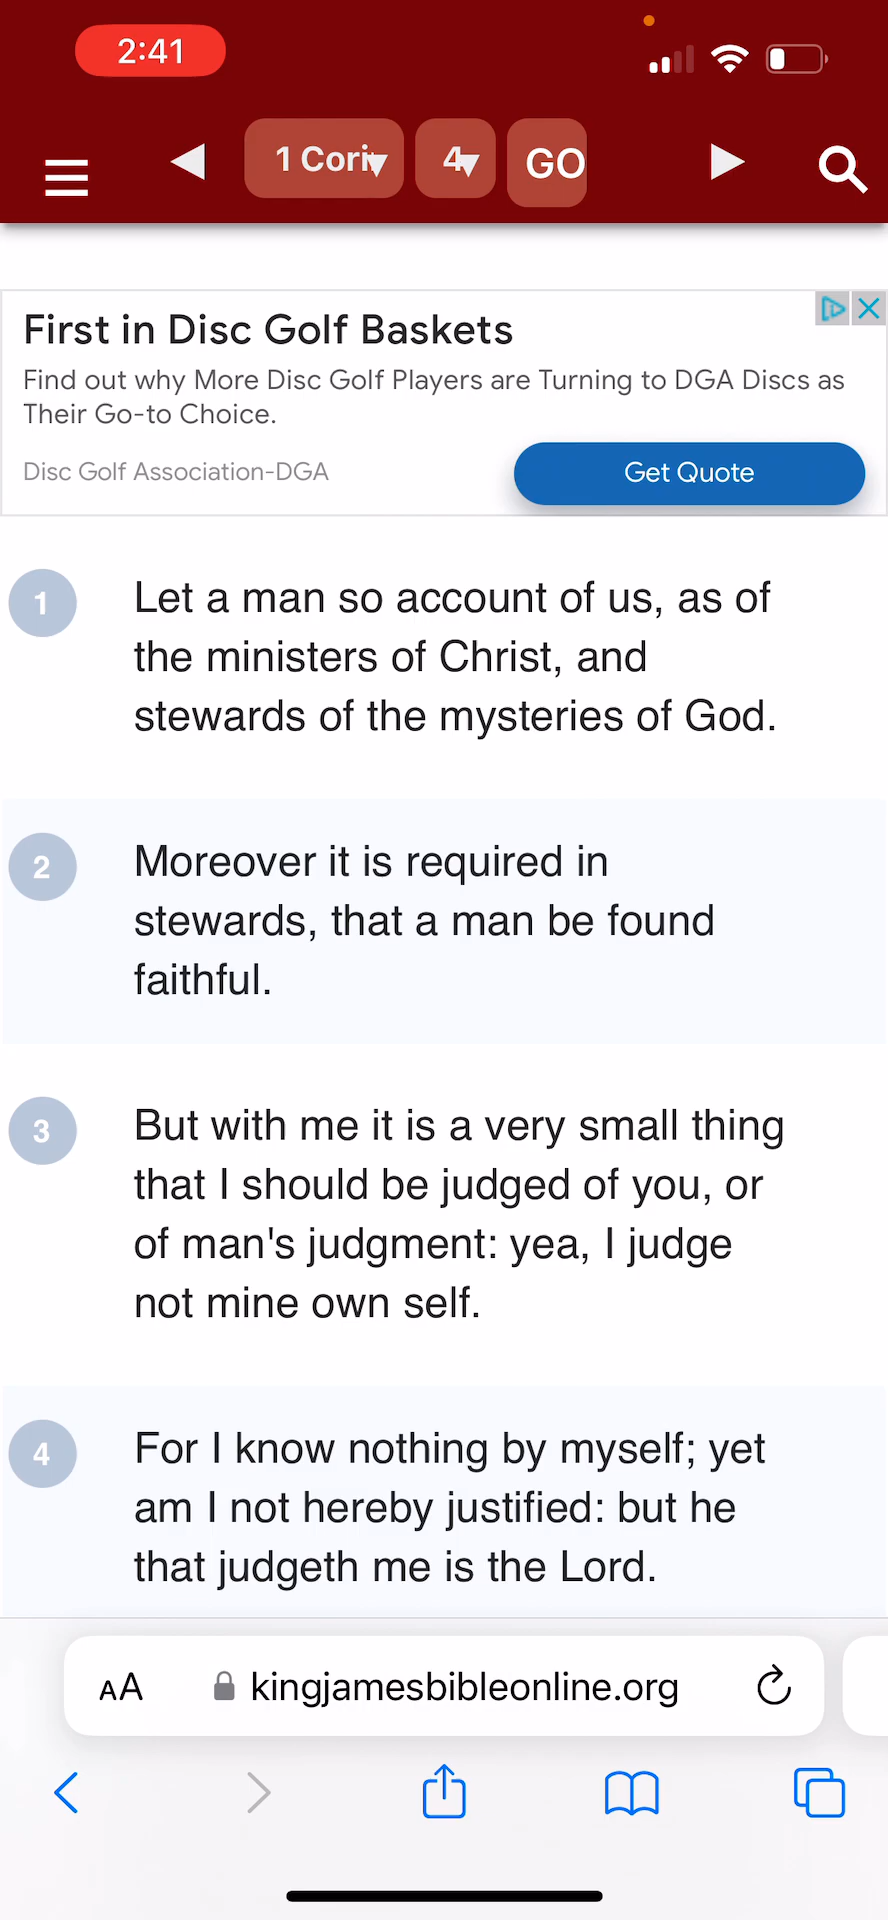 2:41
1 Cori
4
GO
First in Disc Golf Baskets
Find out why More Disc Golf Players are Turning to DGA Discs as
Their Go-to Choice.
Disc Golf Association-DGA
Get Quote
1 Let a man so account of us, as of
the ministers of Christ, and
stewards of the mysteries of God.
2 Moreover it is required in
stewards, that a man be found
faithful.
3 But with me it is a very small thing
that I should be judged of you, or
of man's judgment: yea, I judge
not mine own self.
4 For I know nothing by myself; yet
am I not hereby justified: but he
that judgeth me is the Lord.
AA kingjamesbibleonline.org